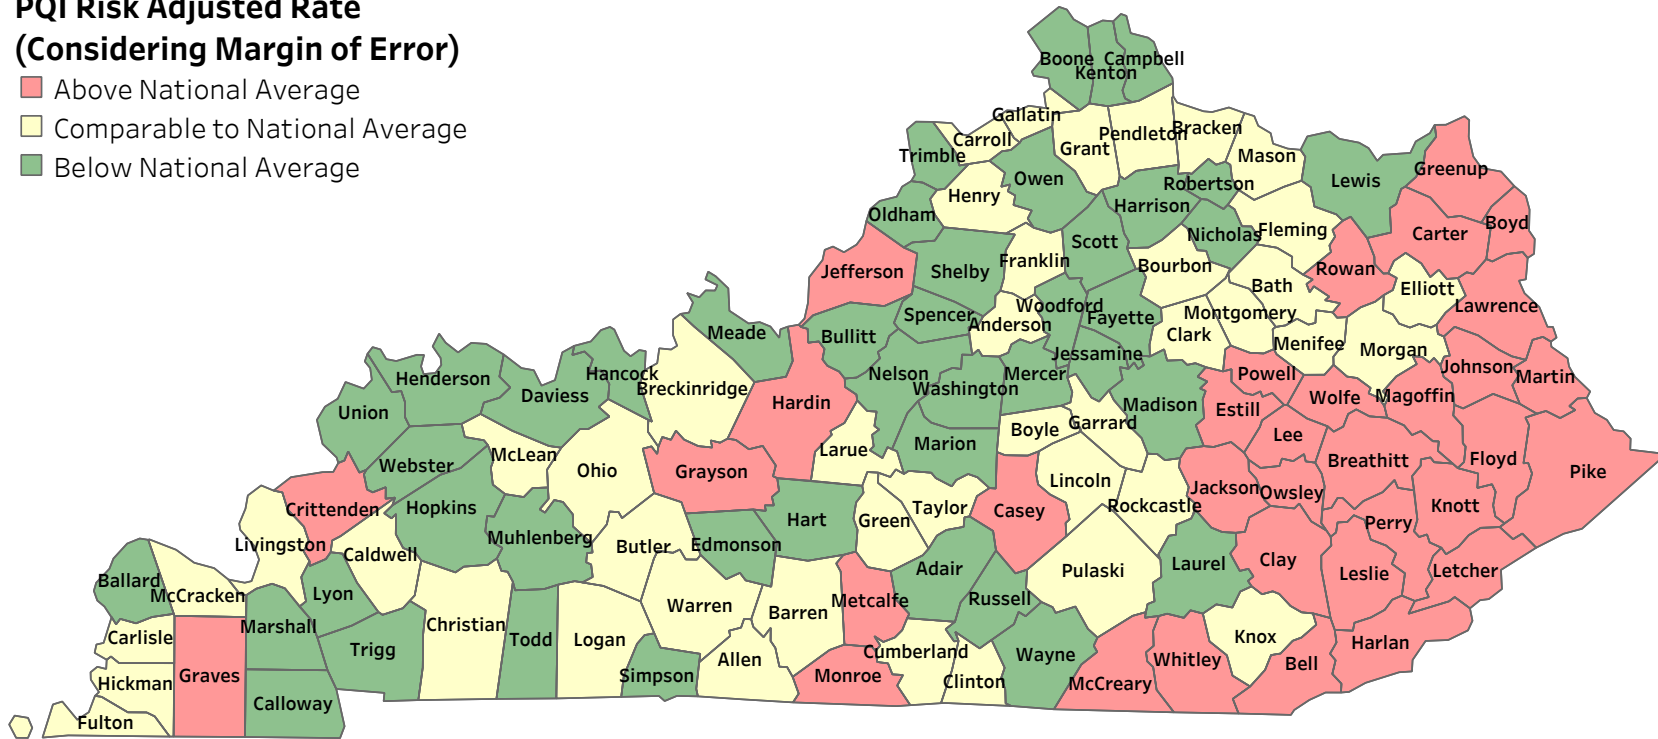 PQI Risk Adjusted Rate
(Considering Margin of Error)
Above National Average
Comparable to National Average
Below National Average
Boone
Campbell
Kenton
Gallatin
Carroll
Grant
Pendleton
Bracken
Mason
Trimble
Owen
Robertson
Lewis
Greenup
Henry
Harrison
Oldham
Scott
Nicholas
Fleming
Carter
Boyd
Jefferson
Shelby
Franklin
Bourbon
Rowan
Bath
Elliott
Lawrence
Woodford
Spencer
Anderson
Fayette
Montgomery
Clark
Meade
Bullitt
Menifee
Morgan
Jessamine
Johnson
Martin
Henderson
Hancock
Nelson
Mercer
Powell
Daviess
Breckinridge
Washington
Wolfe
Magoffin
Union
Hardin
Madison
Estill
Garrard
Boyle
Lee
Marion
Larue
McLean
Webster
Ohio
Grayson
Breathitt
Floyd
Pike
Lincoln
Jackson
Owsley
Crittenden
Hopkins
Rockcastle
Knott
Taylor
Casey
Green
Hart
Perry
Muhlenberg
Livingston
Caldwell
Butler
Edmonson
Clay
Laurel
Pulaski
Adair
Leslie
Letcher
Ballard
McCracken
Lyon
Metcalfe
Russell
Warren
Barren
Marshall
Christian
Carlisle
Todd
Logan
Knox
Harlan
Trigg
Cumberland
Wayne
Allen
Whitley
Bell
Graves
Simpson
Monroe
Clinton
McCreary
Hickman
Calloway
Fulton